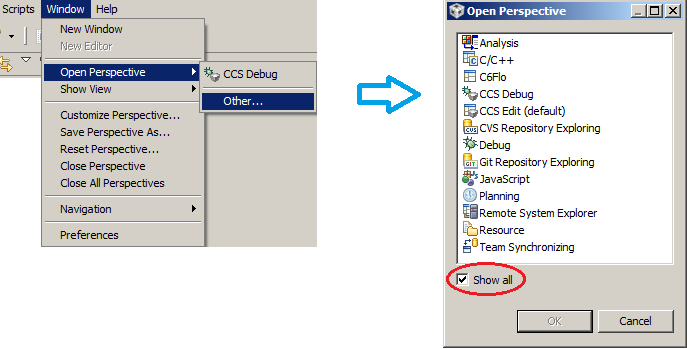 Scripts Window Help
New Window
New Editor
Open Perspective
CCS Debug
Show View
Other...
Customize Perspective...
Save Perspective As...
Reset Perspective...
Close Perspective
Close All Perspectives
Navigation
Preferences
Open Perspective
Analysis
C/C++
C6Flo
CCS Debug
CCS Edit (default)
CVS Repository Exploring
Debug
Git Repository Exploring
JavaScript
Planning
Remote System Explorer
Resource
Team Synchronizing
Show all
OK Cancel